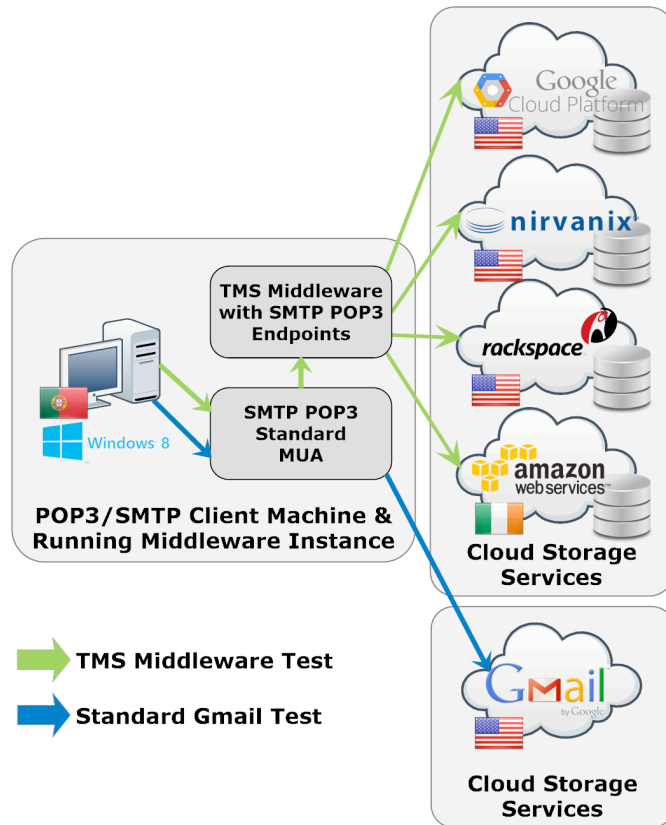 Google
Cloud Platform
nirvanix
TMS Middleware
with SMTP POP3
Endpoints
rackspace
Windows 8
SMTP POP3
Standard
MUA
amazon
webservices™
POP3/SMTP Client Machine &
Running Middleware Instance
Cloud Storage
Services
TMS Middleware Test
Standard Gmail Test
Gmail™
by Google
Cloud Storage
Services